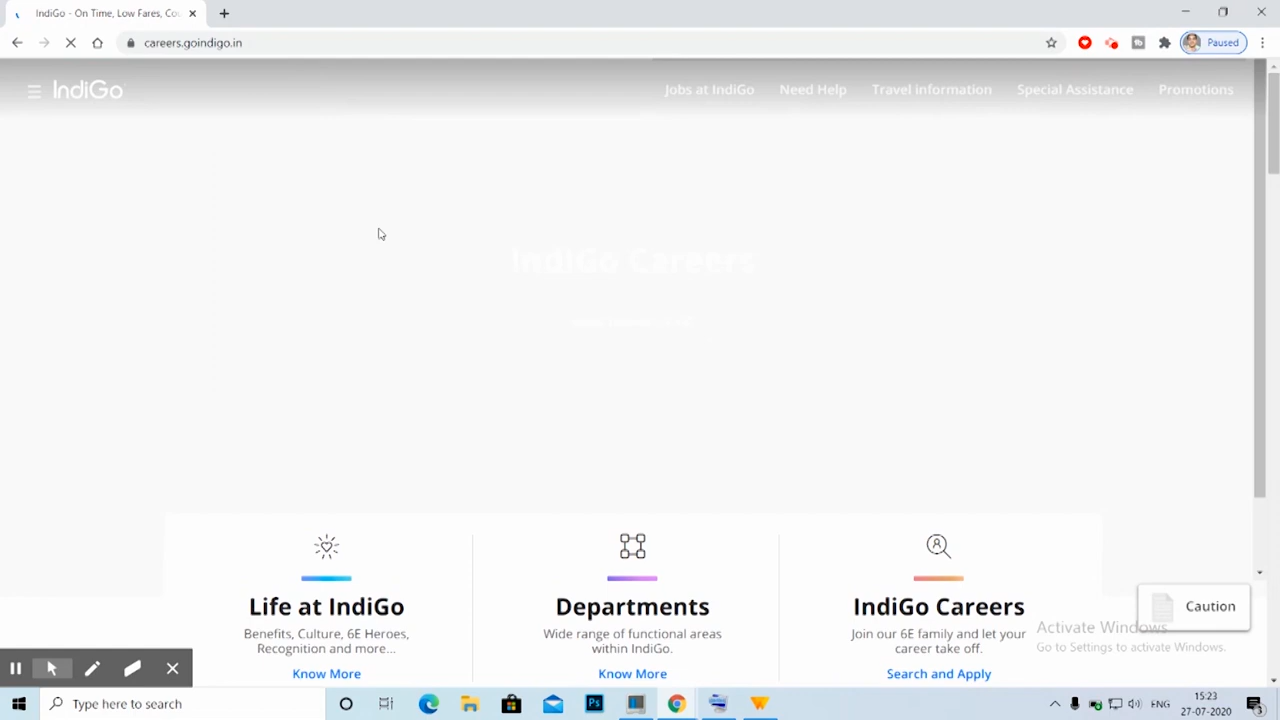 IndiGo - On Time, Low Fares, Cou
careers.goindigo.in
Paused
IndiGo
Jobs at IndiGo
Need Help
Travel information
Special Assistance
Promotions
IndiGo Careers
Life at IndiGo
Benefits, Culture, 6E Heroes,
Recognition and more...
Know More
Departments
Wide range of functional areas
within IndiGo.
Know More
IndiGo Careers
Join our 6E family and let your
career take off.
Search and Apply
Caution
Activate Windows
Go to Settings to activate Windows.
Type here to search
ENG
15:23
27-07-2020